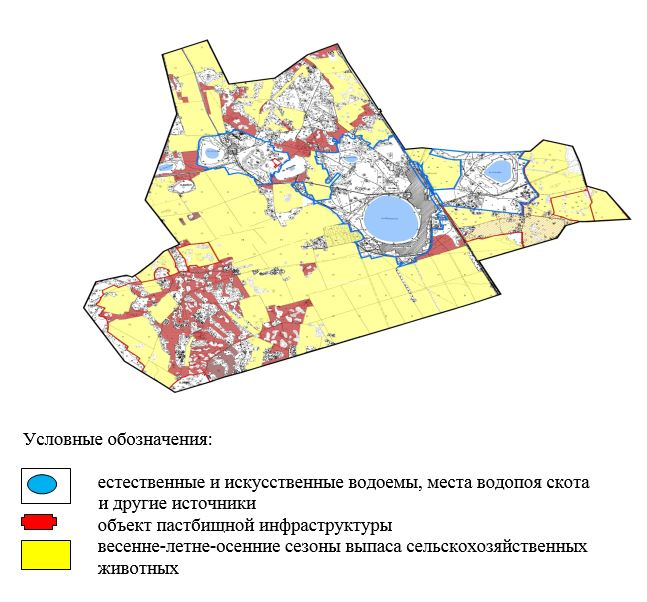 Условные обозначения:
естественные и искусственные водоемы, места водопоя скота
и другие источники
объект пастбищной инфраструктуры
весенне-летне-осенние сезоны выпаса сельскохозяйственных
животных